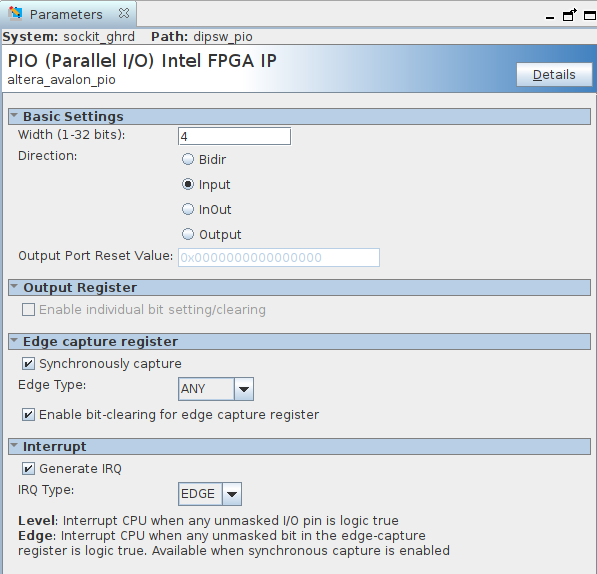 Parameters
System: sockit_ghrd Path: dipsw_pio
PIO (Parallel I/O) Intel FPGA IP
altera_avalon_pio
Details
Basic Settings
Width (1-32 bits): 4
Direction:
Bidir
Input
InOut
Output
Output Port Reset Value: 0x0000000000000000
Output Register
Enable individual bit setting/clearing
Edge capture register
Synchronously capture
Edge Type: ANY
Enable bit-clearing for edge capture register
Interrupt
Generate IRQ
IRQ Type: EDGE
Level: Interrupt CPU when any unmasked I/O pin is logic true
Edge: Interrupt CPU when any unmasked bit in the edge-capture
register is logic true. Available when synchronous capture is enabled